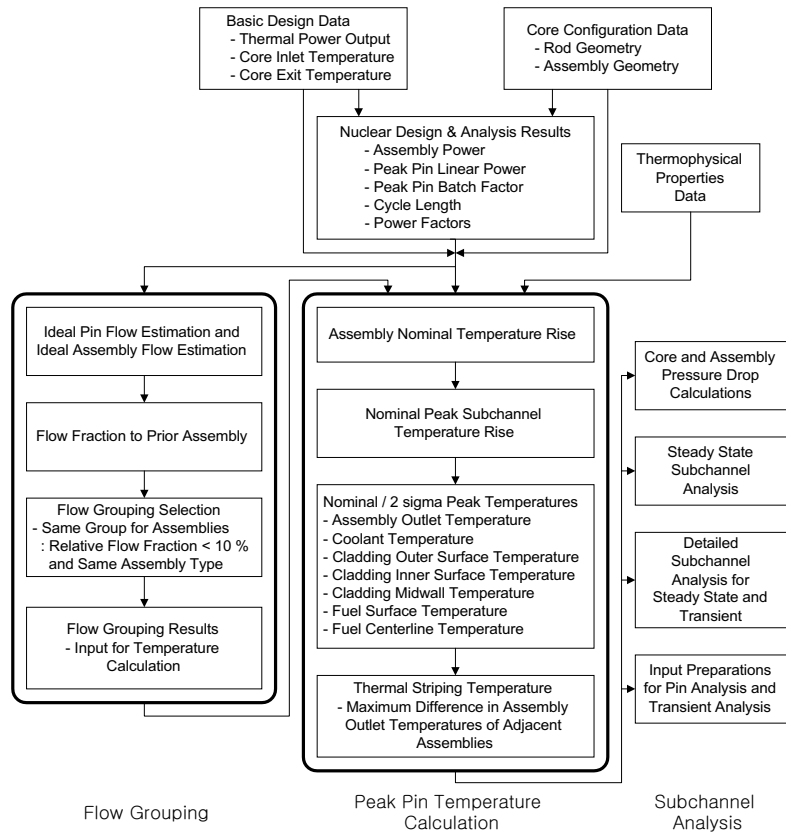 Basic Design Data
- Thermal Power Output
- Core Inlet Temperature
- Core Exit Temperature
Core Configuration Data
- Rod Geometry
- Assembly Geometry
Nuclear Design & Analysis Results
- Assembly Power
- Peak Pin Linear Power
- Peak Pin Batch Factor
- Cycle Length
- Power Factors
Thermophysical
Properties
Data
Ideal Pin Flow Estimation and
Ideal Assembly Flow Estimation
Flow Fraction to Prior Assembly
Flow Grouping Selection
- Same Group for Assemblies
: Relative Flow Fraction < 10 %
and Same Assembly Type
Flow Grouping Results
- Input for Temperature
Calculation
Assembly Nominal Temperature Rise
Nominal Peak Subchannel
Temperature Rise
Nominal / 2 sigma Peak Temperatures
- Assembly Outlet Temperature
- Coolant Temperature
- Cladding Outer Surface Temperature
- Cladding Inner Surface Temperature
- Cladding Midwall Temperature
- Fuel Surface Temperature
- Fuel Centerline Temperature
Thermal Striping Temperature
- Maximum Difference in Assembly
Outlet Temperatures of Adjacent
Assemblies
Core and Assembly
Pressure Drop
Calculations
Steady State
Subchannel
Analysis
Detailed
Subchannel
Analysis for
Steady State and
Transient
Input Preparations
for Pin Analysis and
Transient Analysis
Flow Grouping
Peak Pin Temperature
Calculation
Subchannel
Analysis